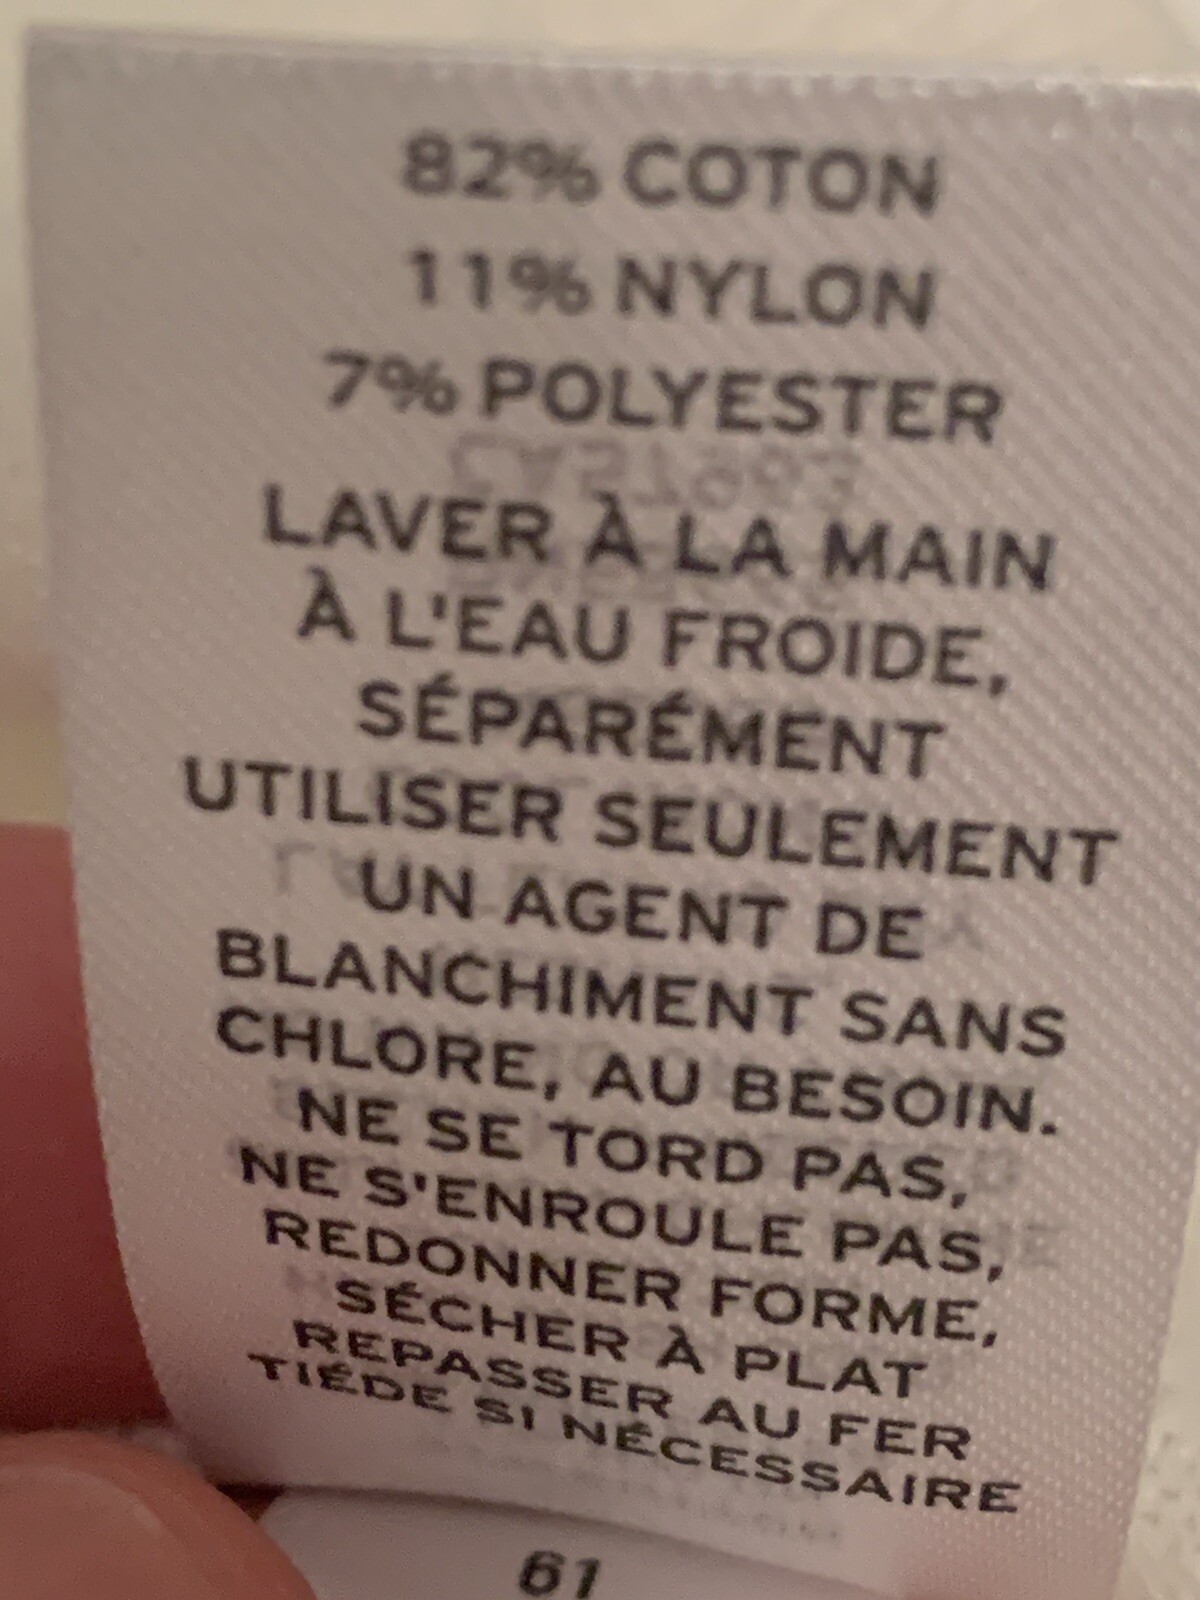 82% COTON
11% NYLON
7% POLYESTER
LAVER À LA MAIN
À L'EAU FROIDE,
SÉPARÉMENT
UTILISER SEULEMENT
UN AGENT DE
BLANCHIMENT SANS
CHLORE, AU BESOIN.
NE SE TORD PAS,
NE S'ENROULE PAS,
REDONNER FORME,
SÉCHER À PLAT
REPASSER AU FER
TIÉDE SI NÉCESSAIRE
61